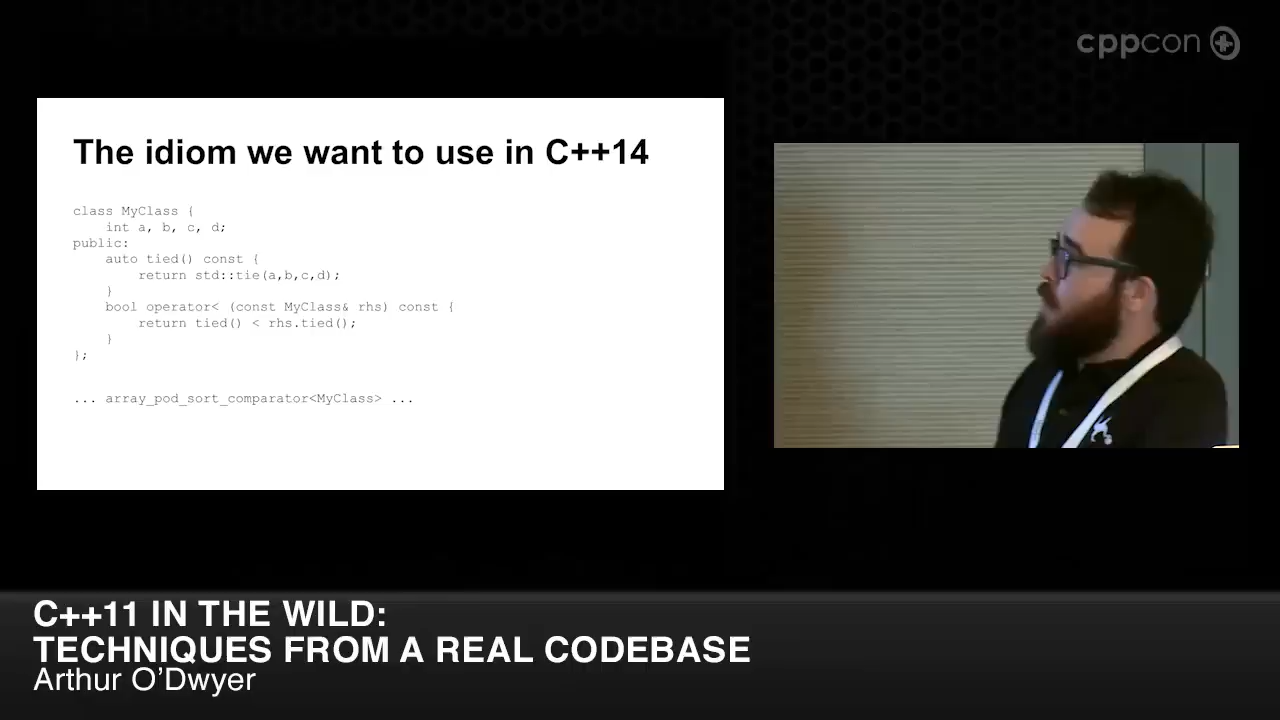 cppcon
The idiom we want to use in C++14
class MyClass {
    int a, b, c, d;
public:
    auto tied() const {
        return std::tie(a,b,c,d);
    }
    bool operator< (const MyClass& rhs) const {
        return tied() < rhs.tied();
    }
};
... array_pod_sort_comparator<MyClass> ...
C++11 IN THE WILD:
TECHNIQUES FROM A REAL CODEBASE
Arthur O'Dwyer